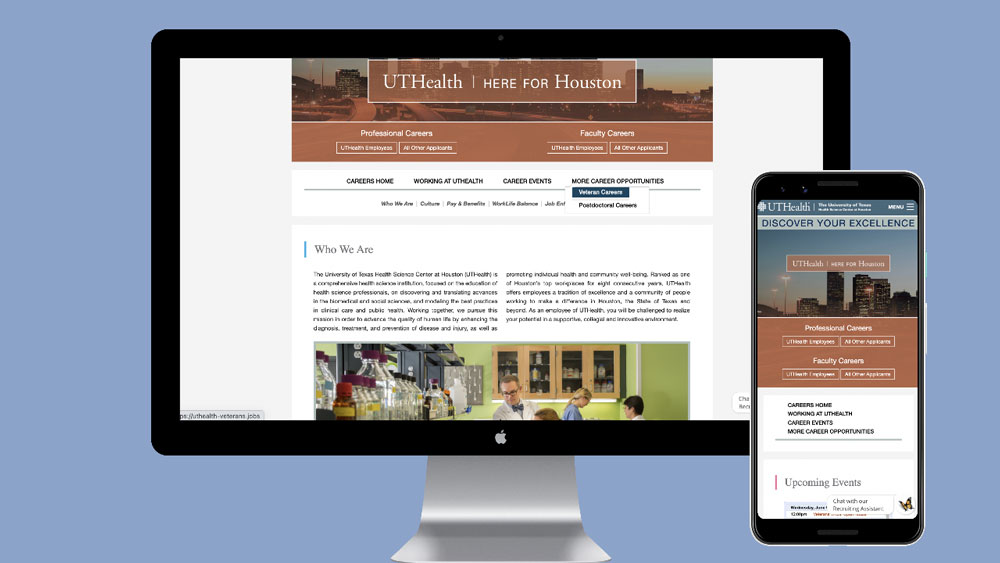 UTHealth | HERE FOR Houston
Professional Careers
Faculty Careers
UTHealth Employees
All Other Applicants
UTHealth Employees
All Other Applicants
CAREERS HOME
WORKING AT UTHEALTH
CAREER EVENTS
MORE CAREER OPPORTUNITIES
Veteran Careers
Postdoctoral Careers
Who We Are | Culture | Pay & Benefits | WorkLife Balance | Job Enf
Who We Are
The University of Texas Health Science Center at Houston (UTHealth) is
a comprehensive health science institution, focused on the education of
health science professionals, on discovering and translating advances
in the biomedical and social sciences, and modeling the best practices
in clinical care and public health. Working together, we pursue this
mission in order to advance the quality of human life by enhancing the
diagnosis, treatment, and prevention of disease and injury, as well as
promoting individual health and community well-being. Ranked as one
of Houston's top workplaces for eight consecutive years, UTHealth
offers employees a tradition of excellence and a community of people
working to make a difference in Houston, the State of Texas and
beyond. As an employee of UTHealth, you will be challenged to realize
your potential in a supportive, collegial and innovative environment.
ps://uthealth-veterans.jobs
Cha
Recr
UTHealth | The University of Texas
Health Science Center at Houston
MENU
DISCOVER YOUR EXCELLENCE
UTHealth | HERE FOR Houston
Professional Careers
UTHealth Employees
All Other Applicants
Faculty Careers
UTHealth Employees
All Other Applicants
CAREERS HOME
WORKING AT UTHEALTH
CAREER EVENTS
MORE CAREER OPPORTUNITIES
Upcoming Events
Wednesday, June
12:00pm
Chat with our
Recruiting Assistant